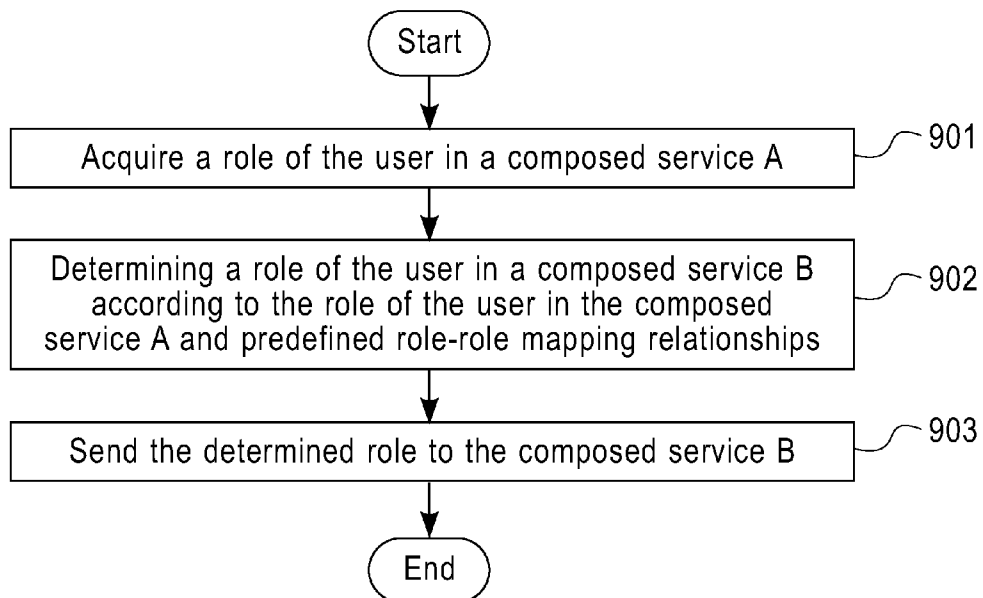 Start
Acquire a role of the user in a composed service A
901
Determining a role of the user in a composed service B
according to the role of the user in the composed
service A and predefined role-role mapping relationships
902
Send the determined role to the composed service B
903
End